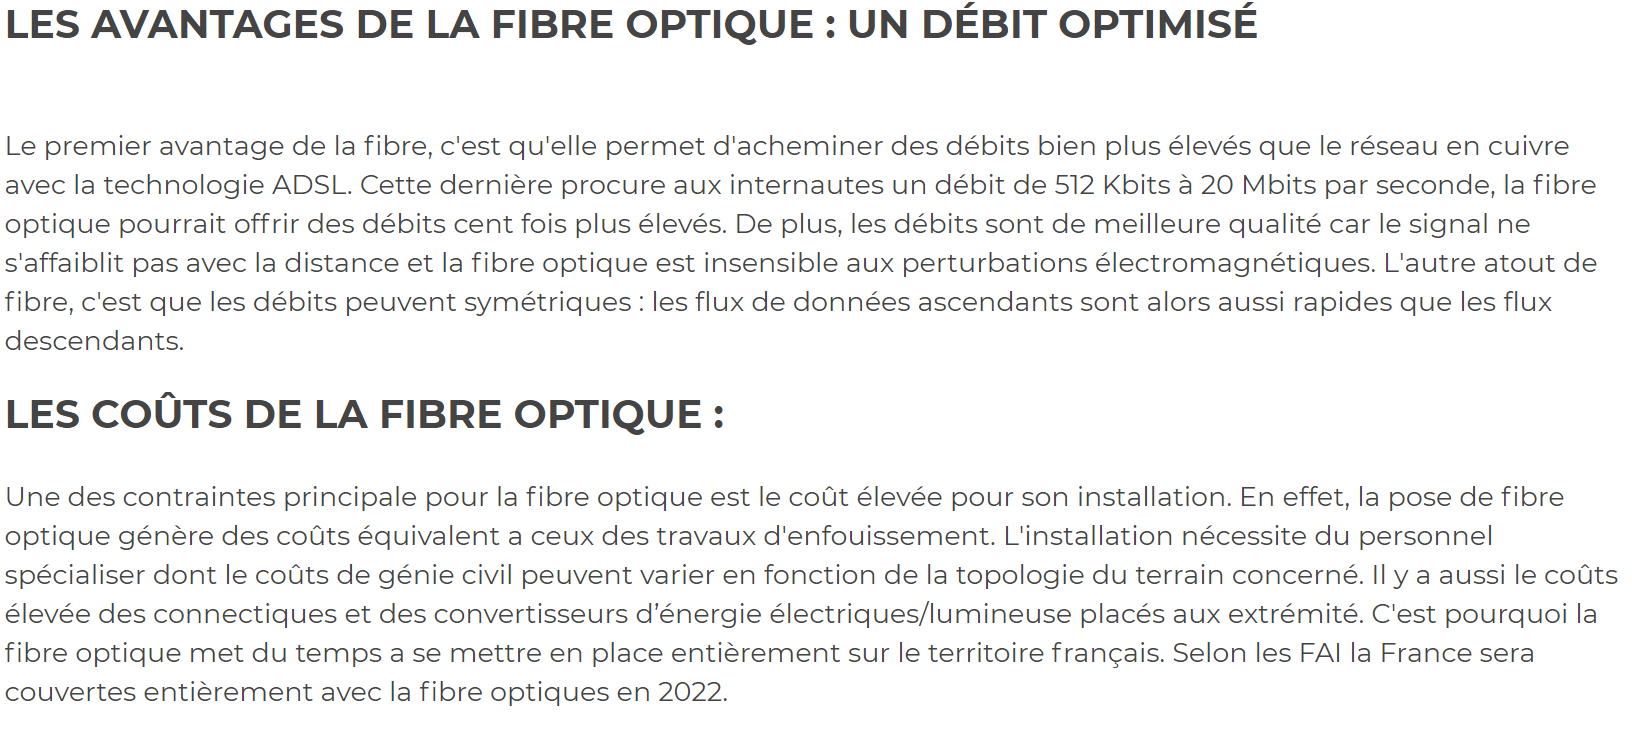 LES AVANTAGES DE LA FIBRE OPTIQUE : UN DÉBIT OPTIMISÉ
Le premier avantage de la fibre, c'est qu'elle permet d'acheminer des débits bien plus élevés que le réseau en cuivre
avec la technologie ADSL. Cette dernière procure aux internautes un débit de 512 Kbits à 20 Mbits par seconde, la fibre
optique pourrait offrir des débits cent fois plus élevés. De plus, les débits sont de meilleure qualité car le signal ne
s'affaiblit pas avec la distance et la fibre optique est insensible aux perturbations électromagnétiques. L'autre atout de
fibre, c'est que les débits peuvent symétriques : les flux de données ascendants sont alors aussi rapides que les flux
descendants.
LES COÛTS DE LA FIBRE OPTIQUE :
Une des contraintes principale pour la fibre optique est le coût élevée pour son installation. En effet, la pose de fibre
optique génère des coûts équivalent a ceux des travaux d'enfouissement. L'installation nécessite du personnel
spécialiser dont le coûts de génie civil peuvent varier en fonction de la topologie du terrain concerné. Il y a aussi le coûts
élevée des connectiques et des convertisseurs d’énergie électriques/lumineuse placés aux extrémité. C'est pourquoi la
fibre optique met du temps a se mettre en place entièrement sur le territoire français. Selon les FAI la France sera
couvertes entièrement avec la fibre optiques en 2022.